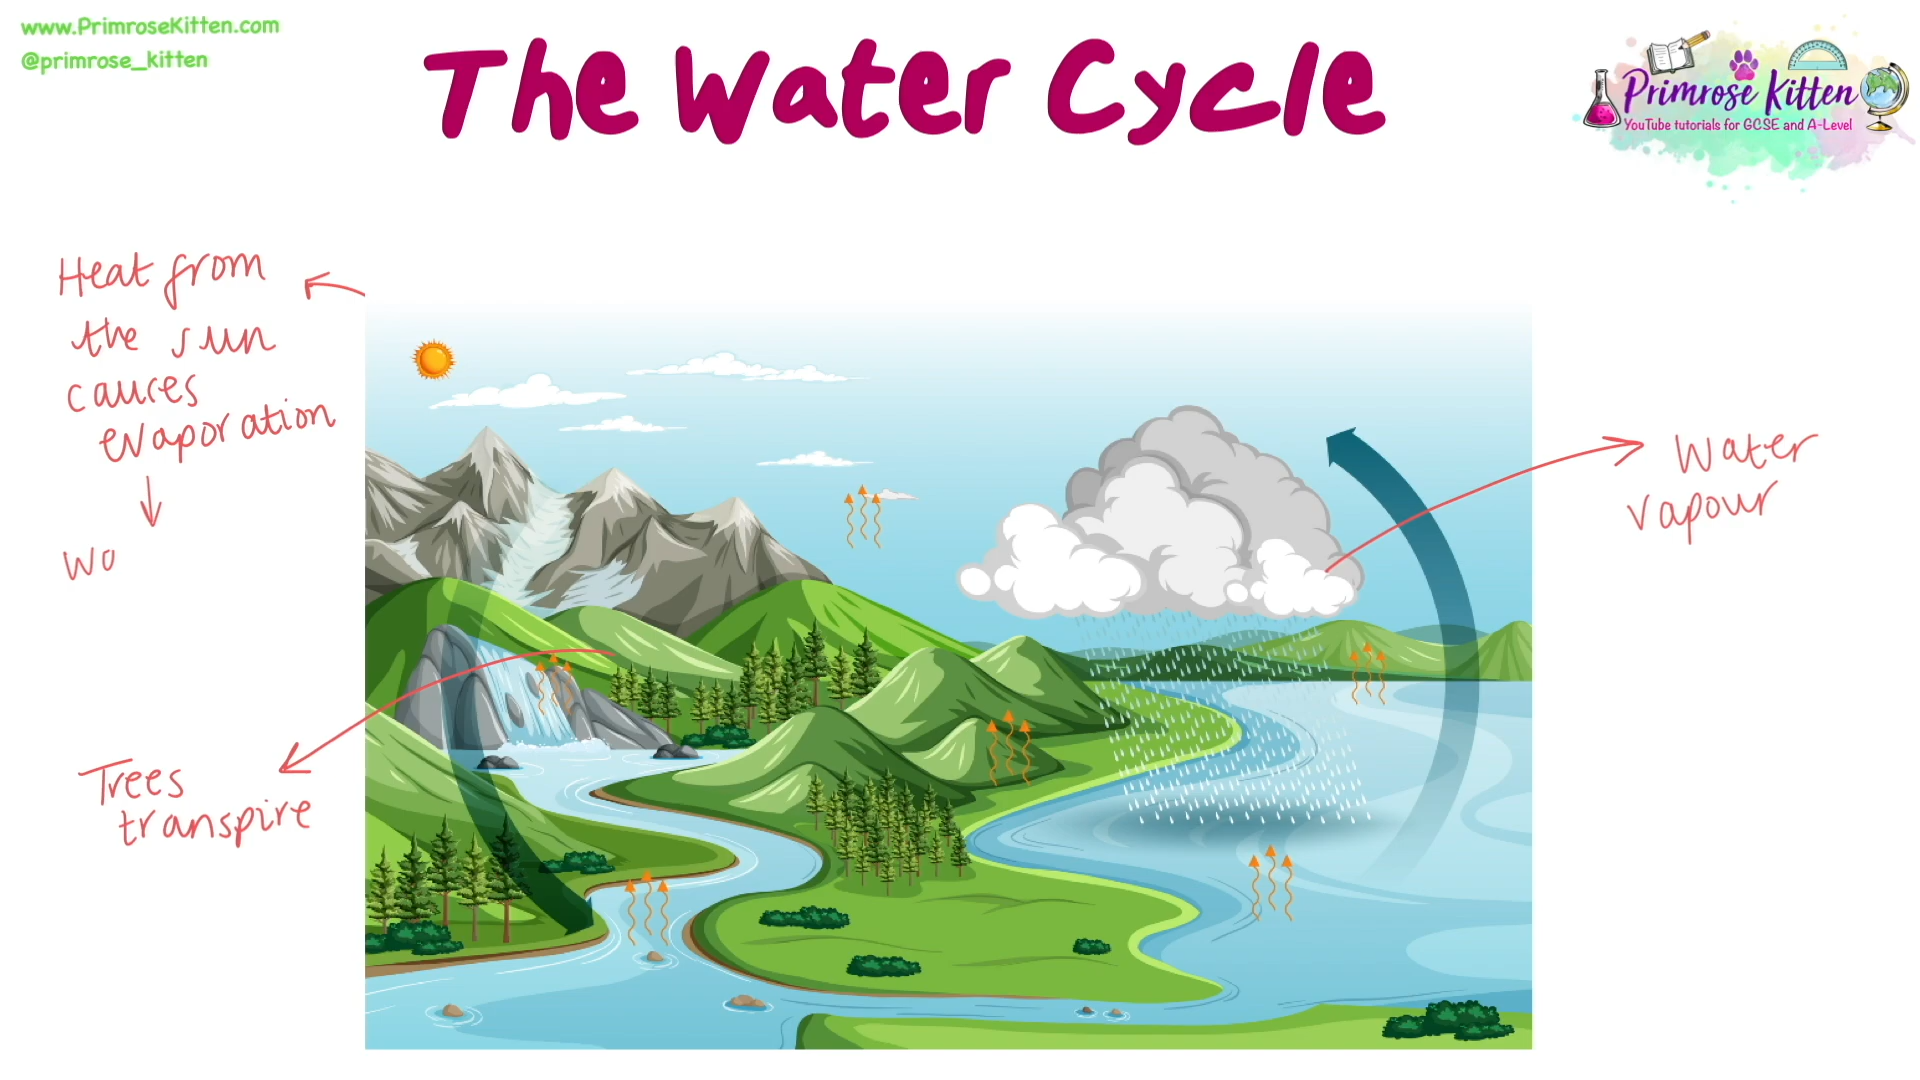 www.PrimroseKitten.com
@primrose_kitten
The Water Cycle
Primrose Kitten
YouTube tutorials for GCSE and A-Level
Heat from
the sun
causes
evaporation
wa
Water
vapour
Trees
transpire